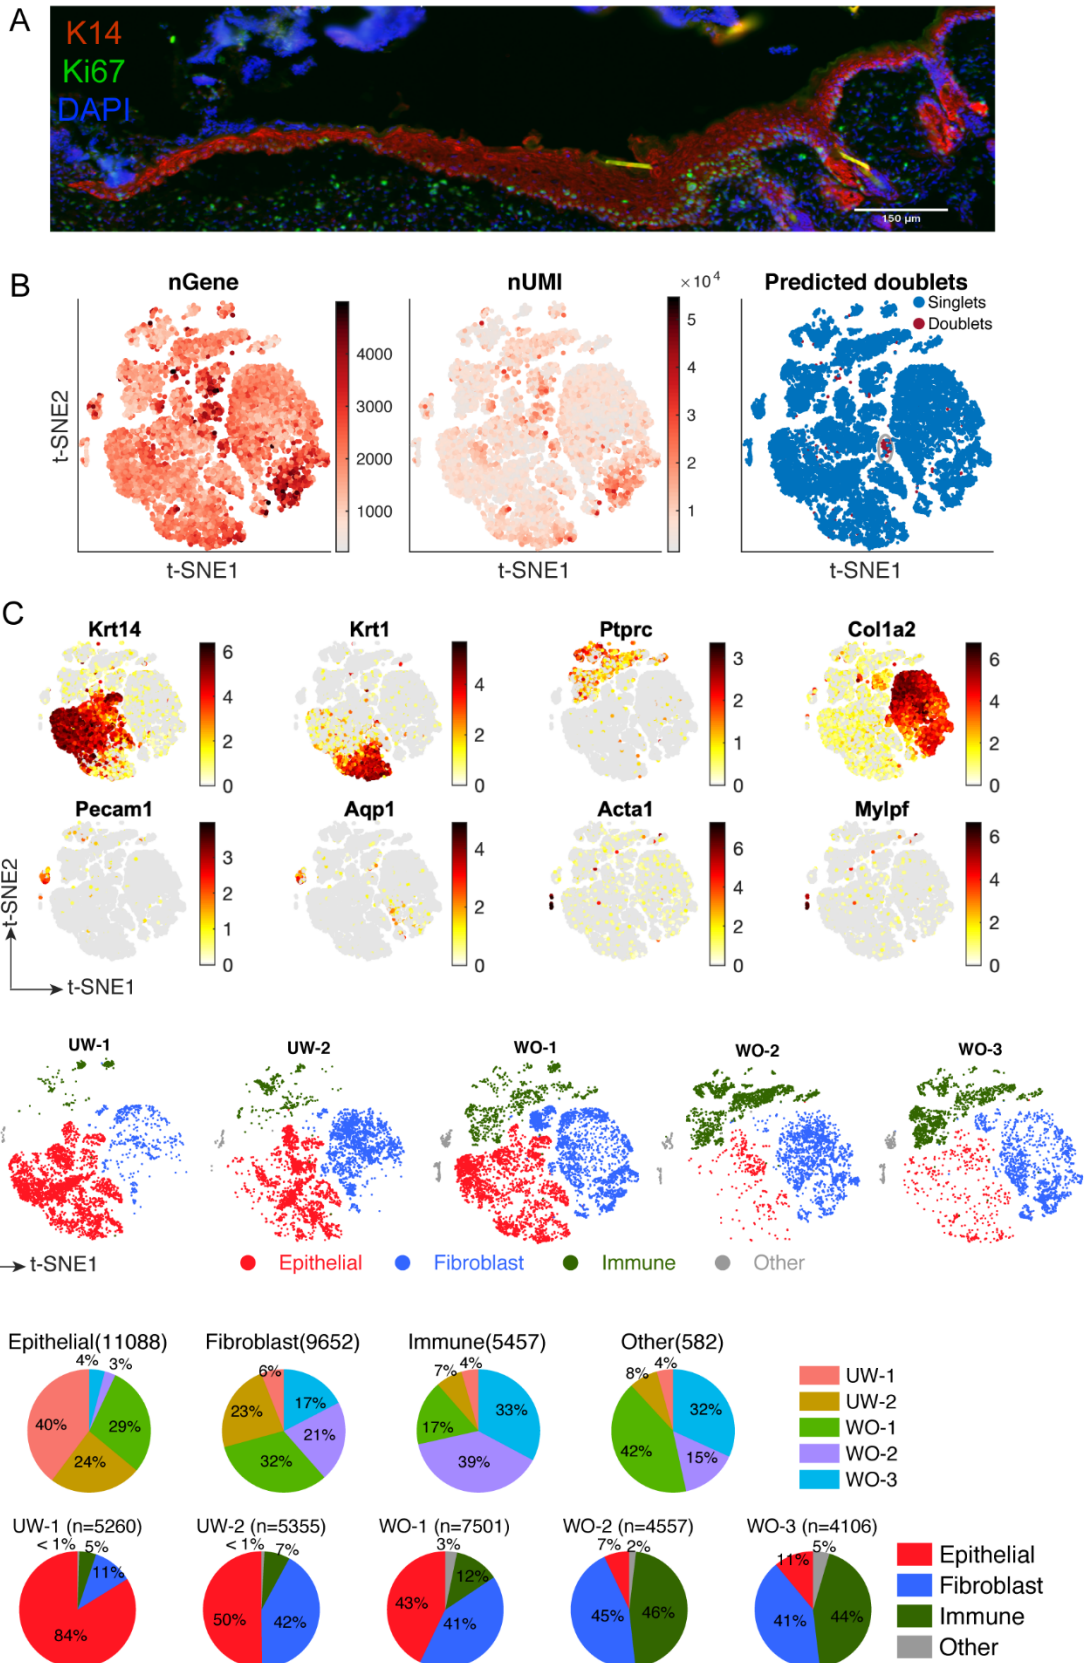 A
K14
Ki67
DAPI
150 µm
B
nGene
nUMI
×10⁴
Predicted doublets
Singlets
Doublets
4000
3000
2000
1000
5
4
3
2
1
t-SNE2
t-SNE1
t-SNE1
t-SNE1
C
Krt14
Krt1
Ptprc
Col1a2
6
4
2
0
4
2
0
3
2
1
0
6
4
2
0
Pecam1
Aqp1
Acta1
Mylpf
3
2
1
0
4
2
0
6
4
2
0
6
4
2
0
t-SNE2
t-SNE1
UW-1
UW-2
WO-1
WO-2
WO-3
t-SNE1
Epithelial
Fibroblast
Immune
Other
Epithelial(11088)
Fibroblast(9652)
Immune(5457)
Other(582)
4%
3%
40%
29%
24%
6%
17%
23%
21%
32%
7%
4%
17%
33%
39%
8%
4%
32%
42%
15%
UW-1
UW-2
WO-1
WO-2
WO-3
UW-1 (n=5260)
UW-2 (n=5355)
WO-1 (n=7501)
WO-2 (n=4557)
WO-3 (n=4106)
< 1%
5%
11%
84%
< 1%
7%
50%
42%
3%
12%
43%
41%
7%
2%
45%
46%
11%
5%
41%
44%
Epithelial
Fibroblast
Immune
Other